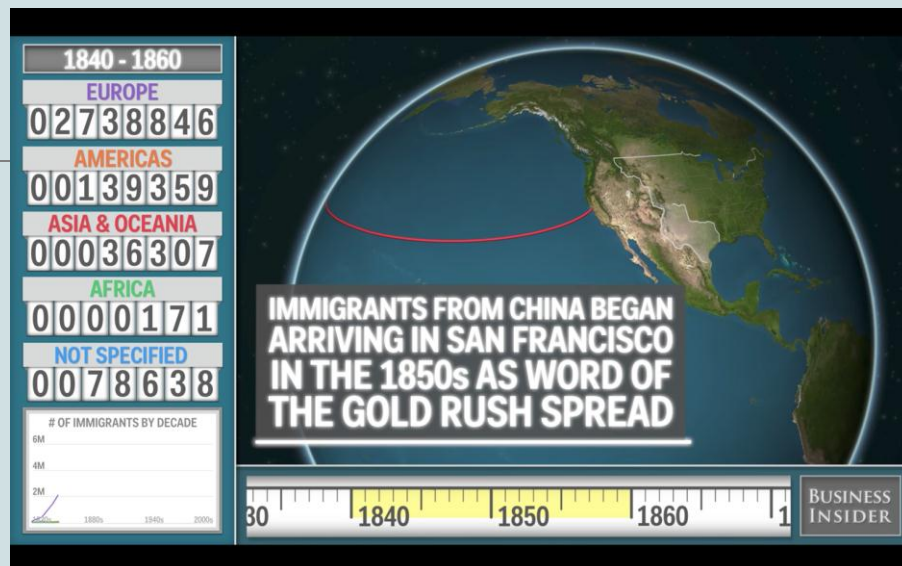 1840 - 1860
EUROPE
02738846
AMERICAS
00139359
ASIA & OCEANIA
00036307
AFRICA
0000171
NOT SPECIFIED
0078638
# OF IMMIGRANTS BY DECADE
6M
4M
2M
1880s
1940s
2000s
IMMIGRANTS FROM CHINA BEGAN
ARRIVING IN SAN FRANCISCO
IN THE 1850s AS WORD OF
THE GOLD RUSH SPREAD
30
1840
1850
1860
1
BUSINESS
INSIDER